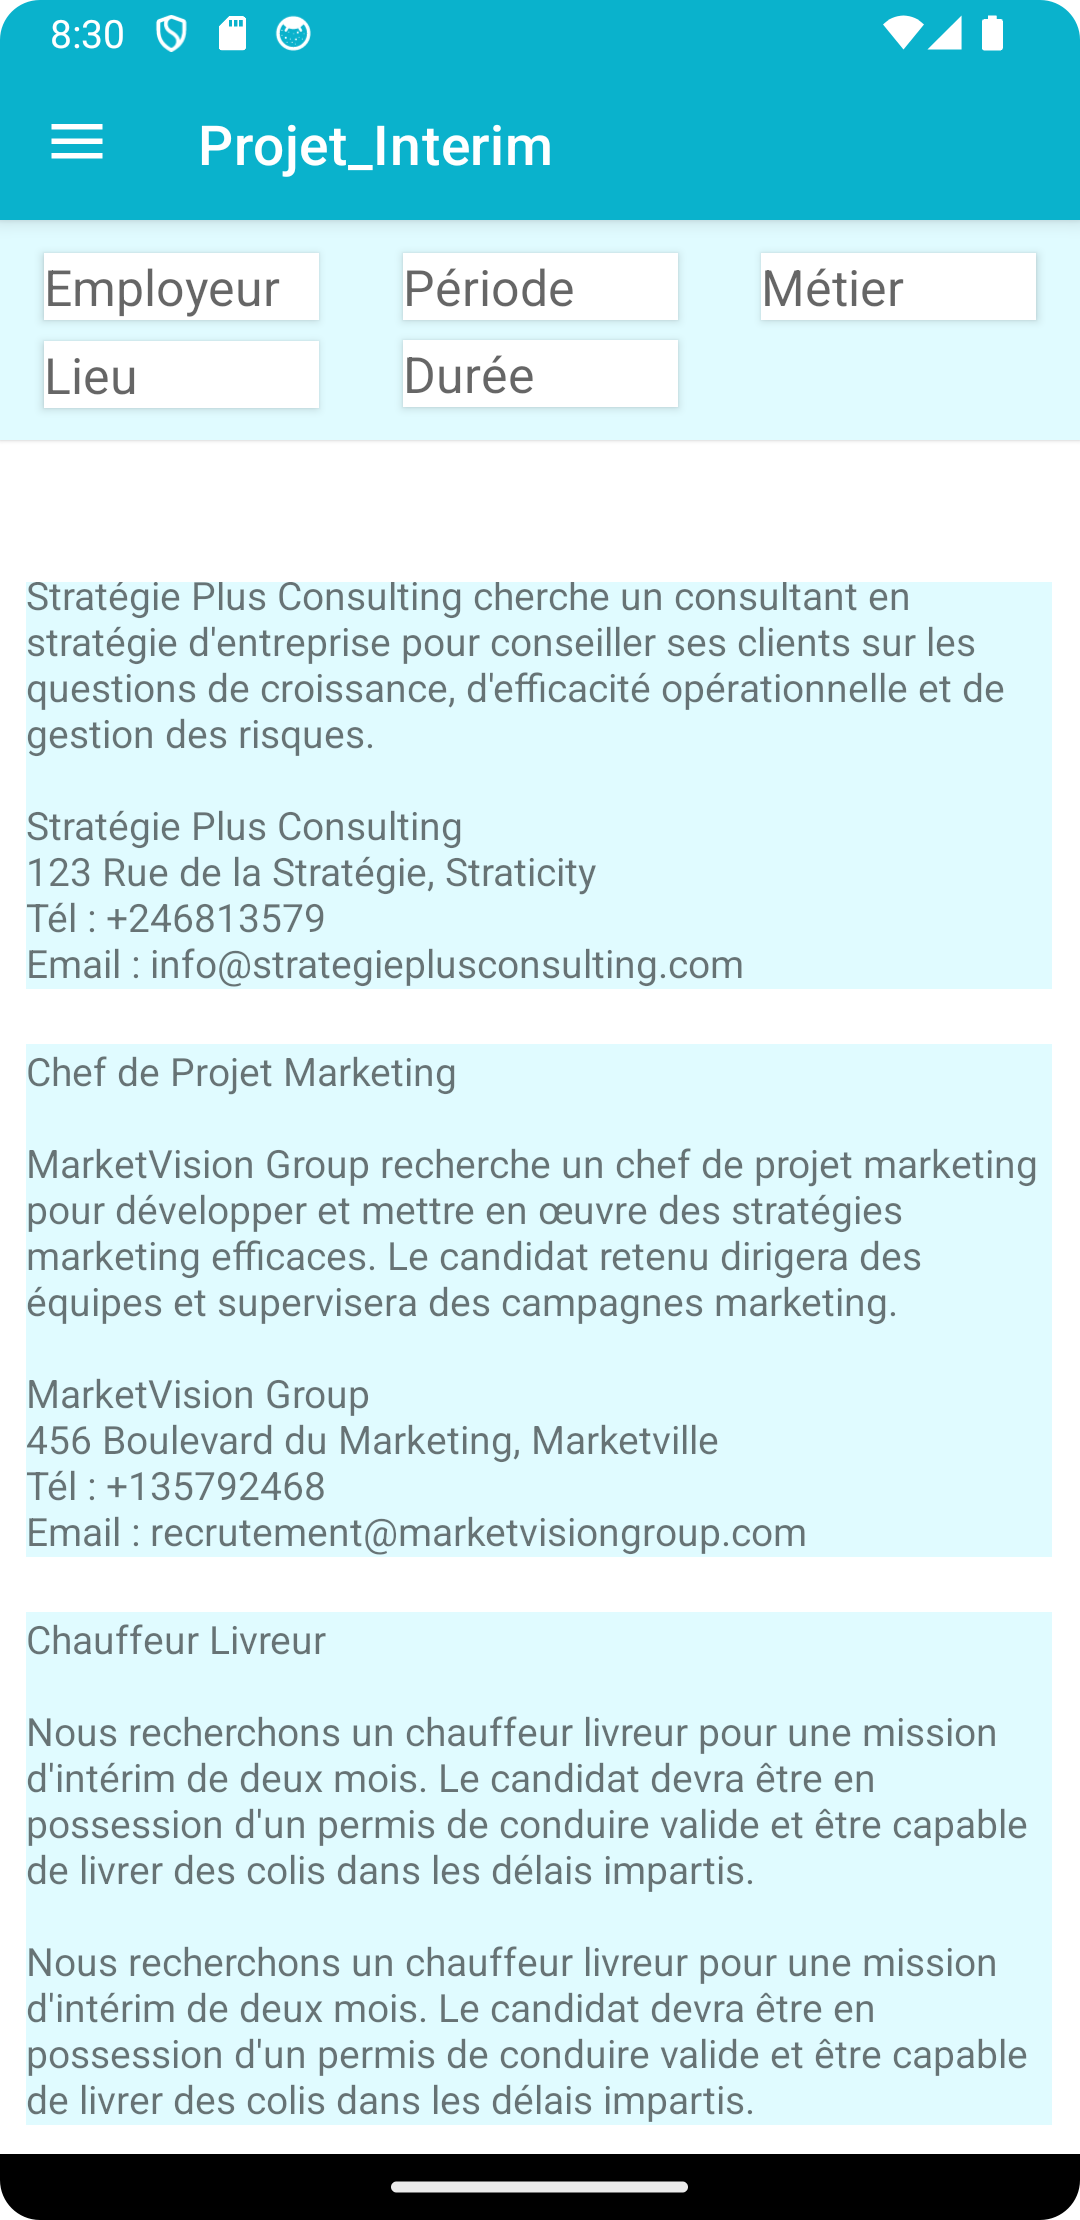 8:30
Projet_Interim
Employeur Période Métier
Lieu Durée
Stratégie Plus Consulting cherche un consultant en
stratégie d'entreprise pour conseiller ses clients sur les
questions de croissance, d'efficacité opérationnelle et de
gestion des risques.
Stratégie Plus Consulting
123 Rue de la Stratégie, Straticity
Tél : +246813579
Email : info@strategieplusconsulting.com
Chef de Projet Marketing
MarketVision Group recherche un chef de projet marketing
pour développer et mettre en œuvre des stratégies
marketing efficaces. Le candidat retenu dirigera des
équipes et supervisera des campagnes marketing.
MarketVision Group
456 Boulevard du Marketing, Marketville
Tél : +135792468
Email : recrutement@marketvisiongroup.com
Chauffeur Livreur
Nous recherchons un chauffeur livreur pour une mission
d'intérim de deux mois. Le candidat devra être en
possession d'un permis de conduire valide et être capable
de livrer des colis dans les délais impartis.
Nous recherchons un chauffeur livreur pour une mission
d'intérim de deux mois. Le candidat devra être en
possession d'un permis de conduire valide et être capable
de livrer des colis dans les délais impartis.